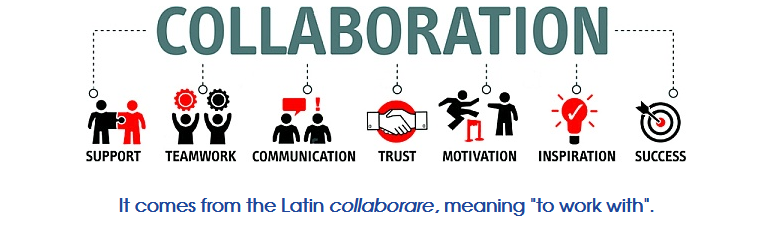 COLLABORATION
SUPPORT TEAMWORK COMMUNICATION TRUST MOTIVATION INSPIRATION SUCCESS
It comes from the Latin collaborare, meaning "to work with".